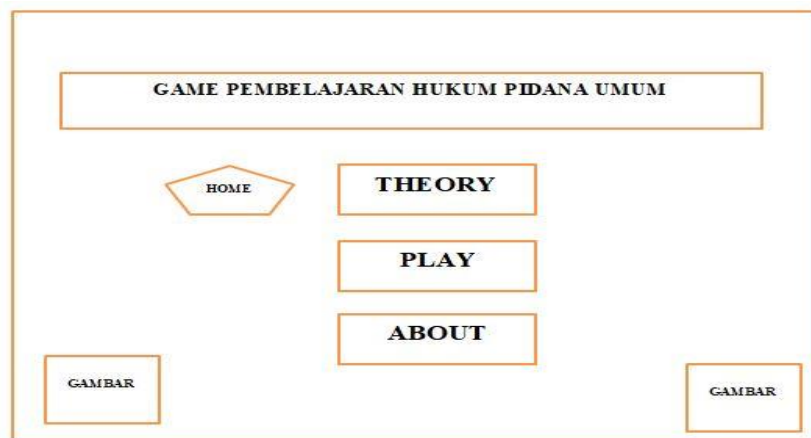 GAME PEMBELAJARAN HUKUM PIDANA UMUM
HOME
THEORY
PLAY
ABOUT
GAMBAR
GAMBAR